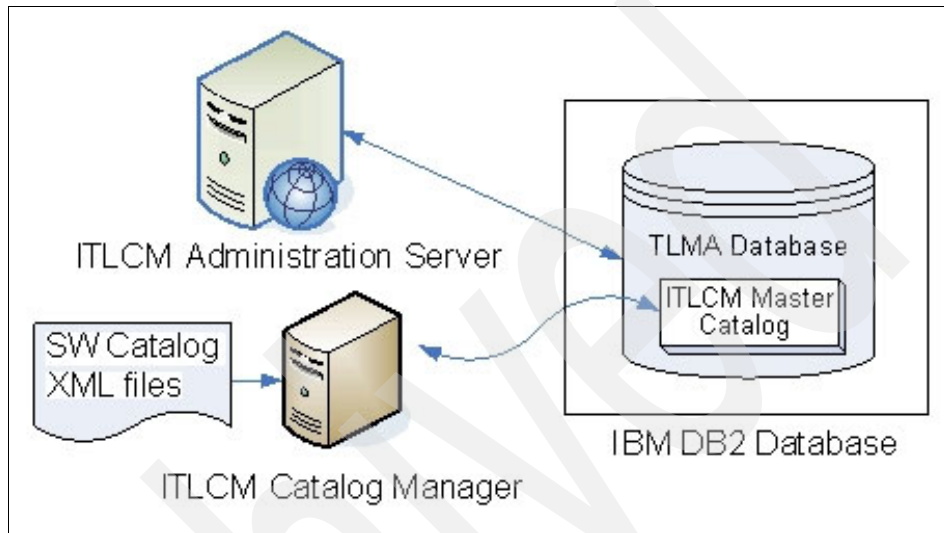 ITLCM Administration Server
SW Catalog
XML files
ITLCM Catalog Manager
TLMA Database
ITLCM Master
Catalog
IBM DB2 Database